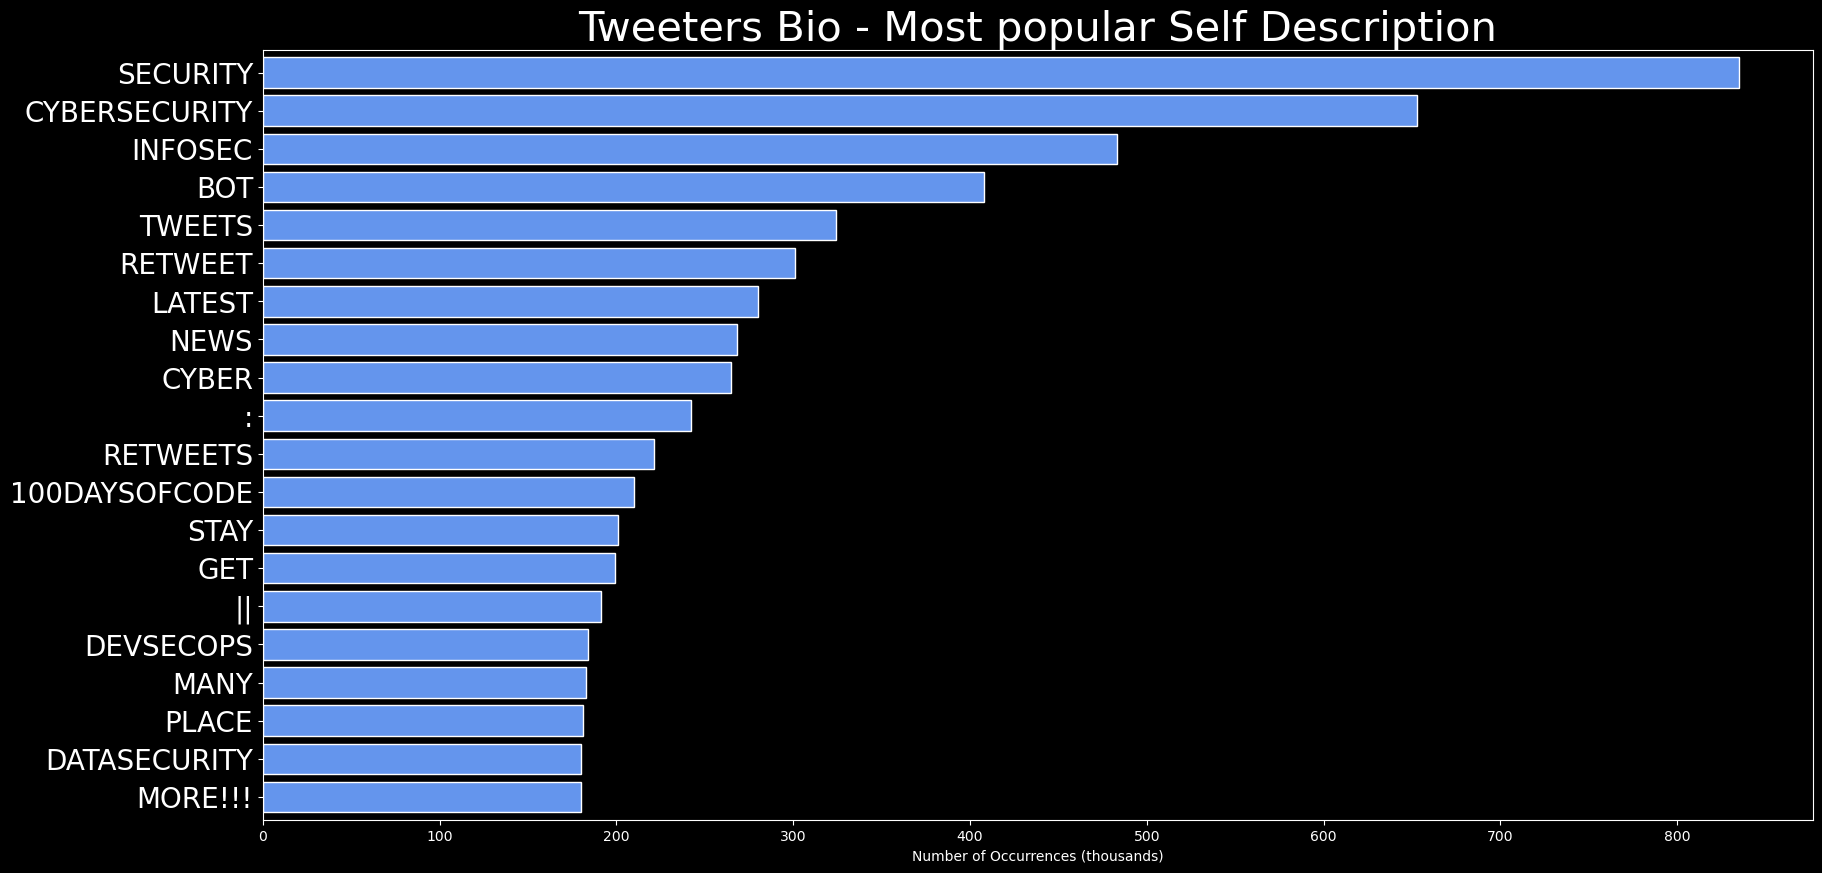 Tweeters Bio - Most popular Self Description
SECURITY
CYBERSECURITY
INFOSEC
BOT
TWEETS
RETWEET
LATEST
NEWS
CYBER
:
RETWEETS
100DAYSOFCODE
STAY
GET
||
DEVSECOPS
MANY
PLACE
DATASECURITY
MORE!!!
0 100 200 300 400 500 600 700 800
Number of Occurrences (thousands)